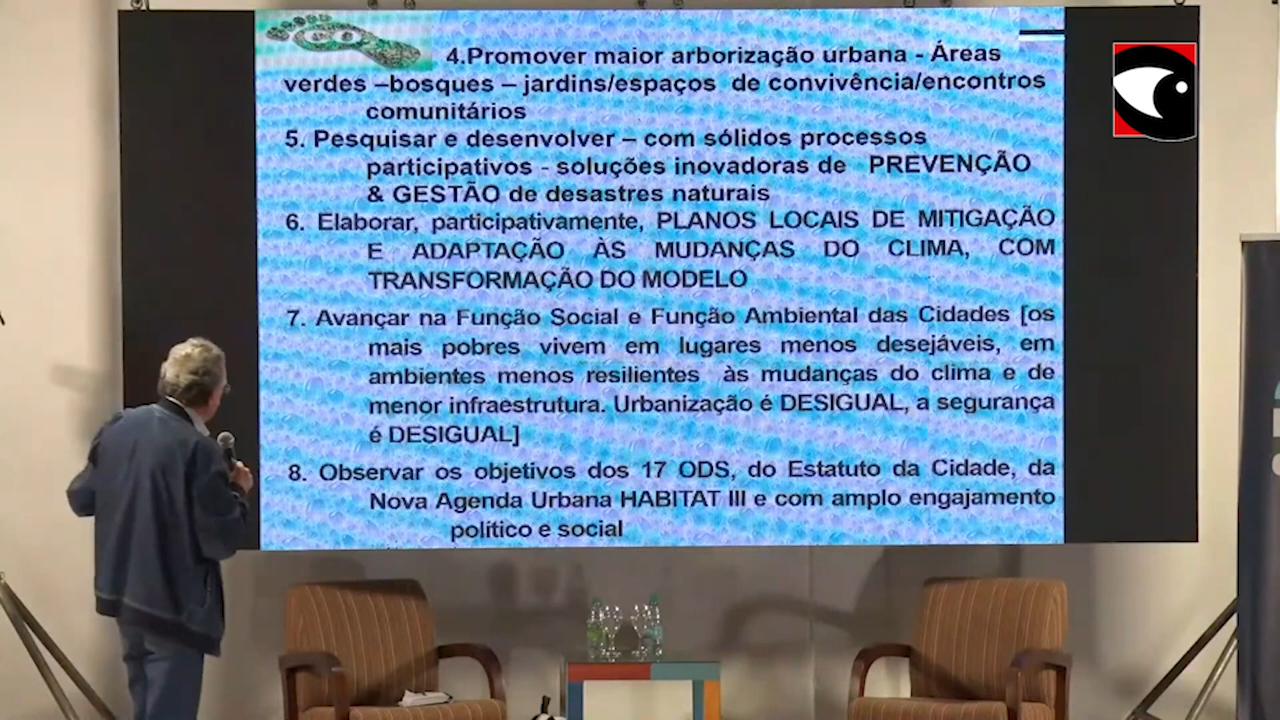 4.Promover maior arborização urbana - Áreas
verdes –bosques – jardins/espaços de convivência/encontros
comunitários
5. Pesquisar e desenvolver – com sólidos processos
participativos - soluções inovadoras de PREVENÇÃO
& GESTÃO de desastres naturais
6. Elaborar, participativamente, PLANOS LOCAIS DE MITIGAÇÃO
E ADAPTAÇÃO ÀS MUDANÇAS DO CLIMA, COM
TRANSFORMAÇÃO DO MODELO
7. Avançar na Função Social e Função Ambiental das Cidades [os
mais pobres vivem em lugares menos desejáveis, em
ambientes menos resilientes às mudanças do clima e de
menor infraestrutura. Urbanização é DESIGUAL, a segurança
é DESIGUAL]
8. Observar os objetivos dos 17 ODS, do Estatuto da Cidade, da
Nova Agenda Urbana HABITAT III e com amplo engajamento
político e social